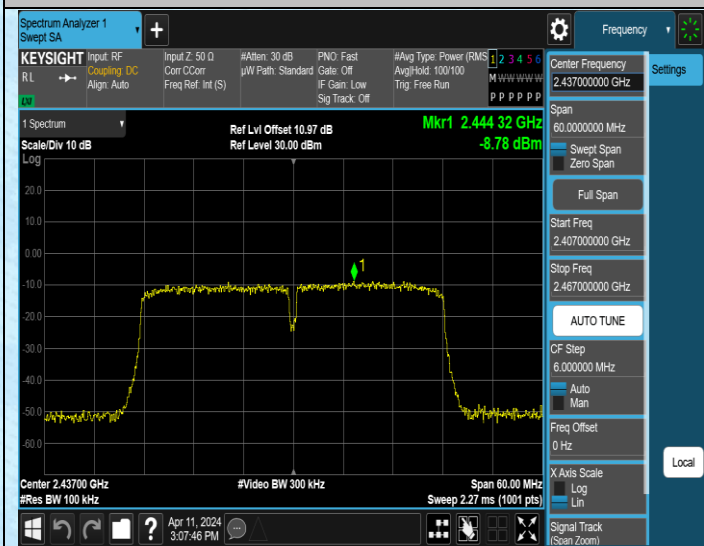 Spectrum Analyzer 1
Swept SA
+
Frequency
KEYSIGHT
RL
LXI
Input: RF
Coupling: DC
Align: Auto
Input Z: 50 Ω
Corr CCorr
Freq Ref: Int (S)
#Atten: 30 dB
µW Path: Standard
PNO: Fast
Gate: Off
IF Gain: Low
Sig Track: Off
#Avg Type: Power (RMS
Avg|Hold: 100/100
Trig: Free Run
1 2 3 4 5 6
M W W W W W
P P P P P P
1 Spectrum
Scale/Div 10 dB
Log
Ref Lvl Offset 10.97 dB
Ref Level 30.00 dBm
Mkr1 2.444 32 GHz
-8.78 dBm
20.0
10.0
0.00
-10.0
-20.0
-30.0
-40.0
-50.0
-60.0
1
Center 2.43700 GHz
#Res BW 100 kHz
#Video BW 300 kHz
Span 60.00 MHz
Sweep 2.27 ms (1001 pts)
Center Frequency
2.437000000 GHz
Settings
Span
60.0000000 MHz
Swept Span
Zero Span
Full Span
Start Freq
2.407000000 GHz
Stop Freq
2.467000000 GHz
AUTO TUNE
CF Step
6.000000 MHz
Auto
Man
Freq Offset
0 Hz
X Axis Scale
Log
Lin
Local
Signal Track
(Span Zoom)
?
Apr 11, 2024
3:07:46 PM